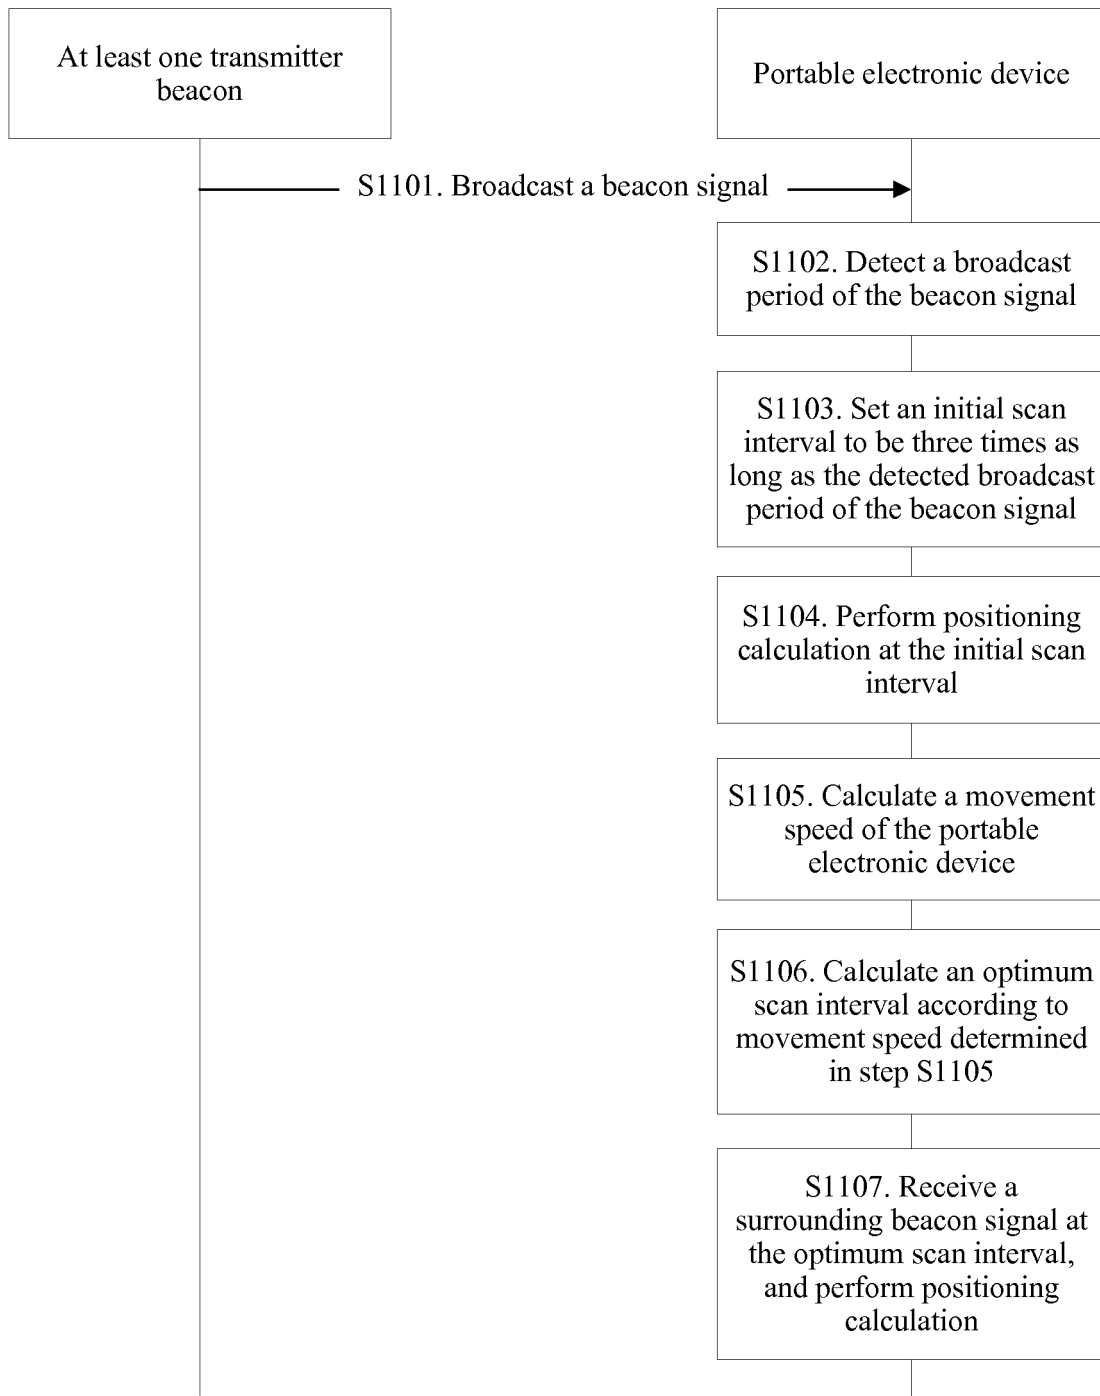 At least one transmitter
beacon
Portable electronic device
S1101. Broadcast a beacon signal
S1102. Detect a broadcast
period of the beacon signal
S1103. Set an initial scan
interval to be three times as
long as the detected broadcast
period of the beacon signal
S1104. Perform positioning
calculation at the initial scan
interval
S1105. Calculate a movement
speed of the portable
electronic device
S1106. Calculate an optimum
scan interval according to
movement speed determined
in step S1105
S1107. Receive a
surrounding beacon signal at
the optimum scan interval,
and perform positioning
calculation